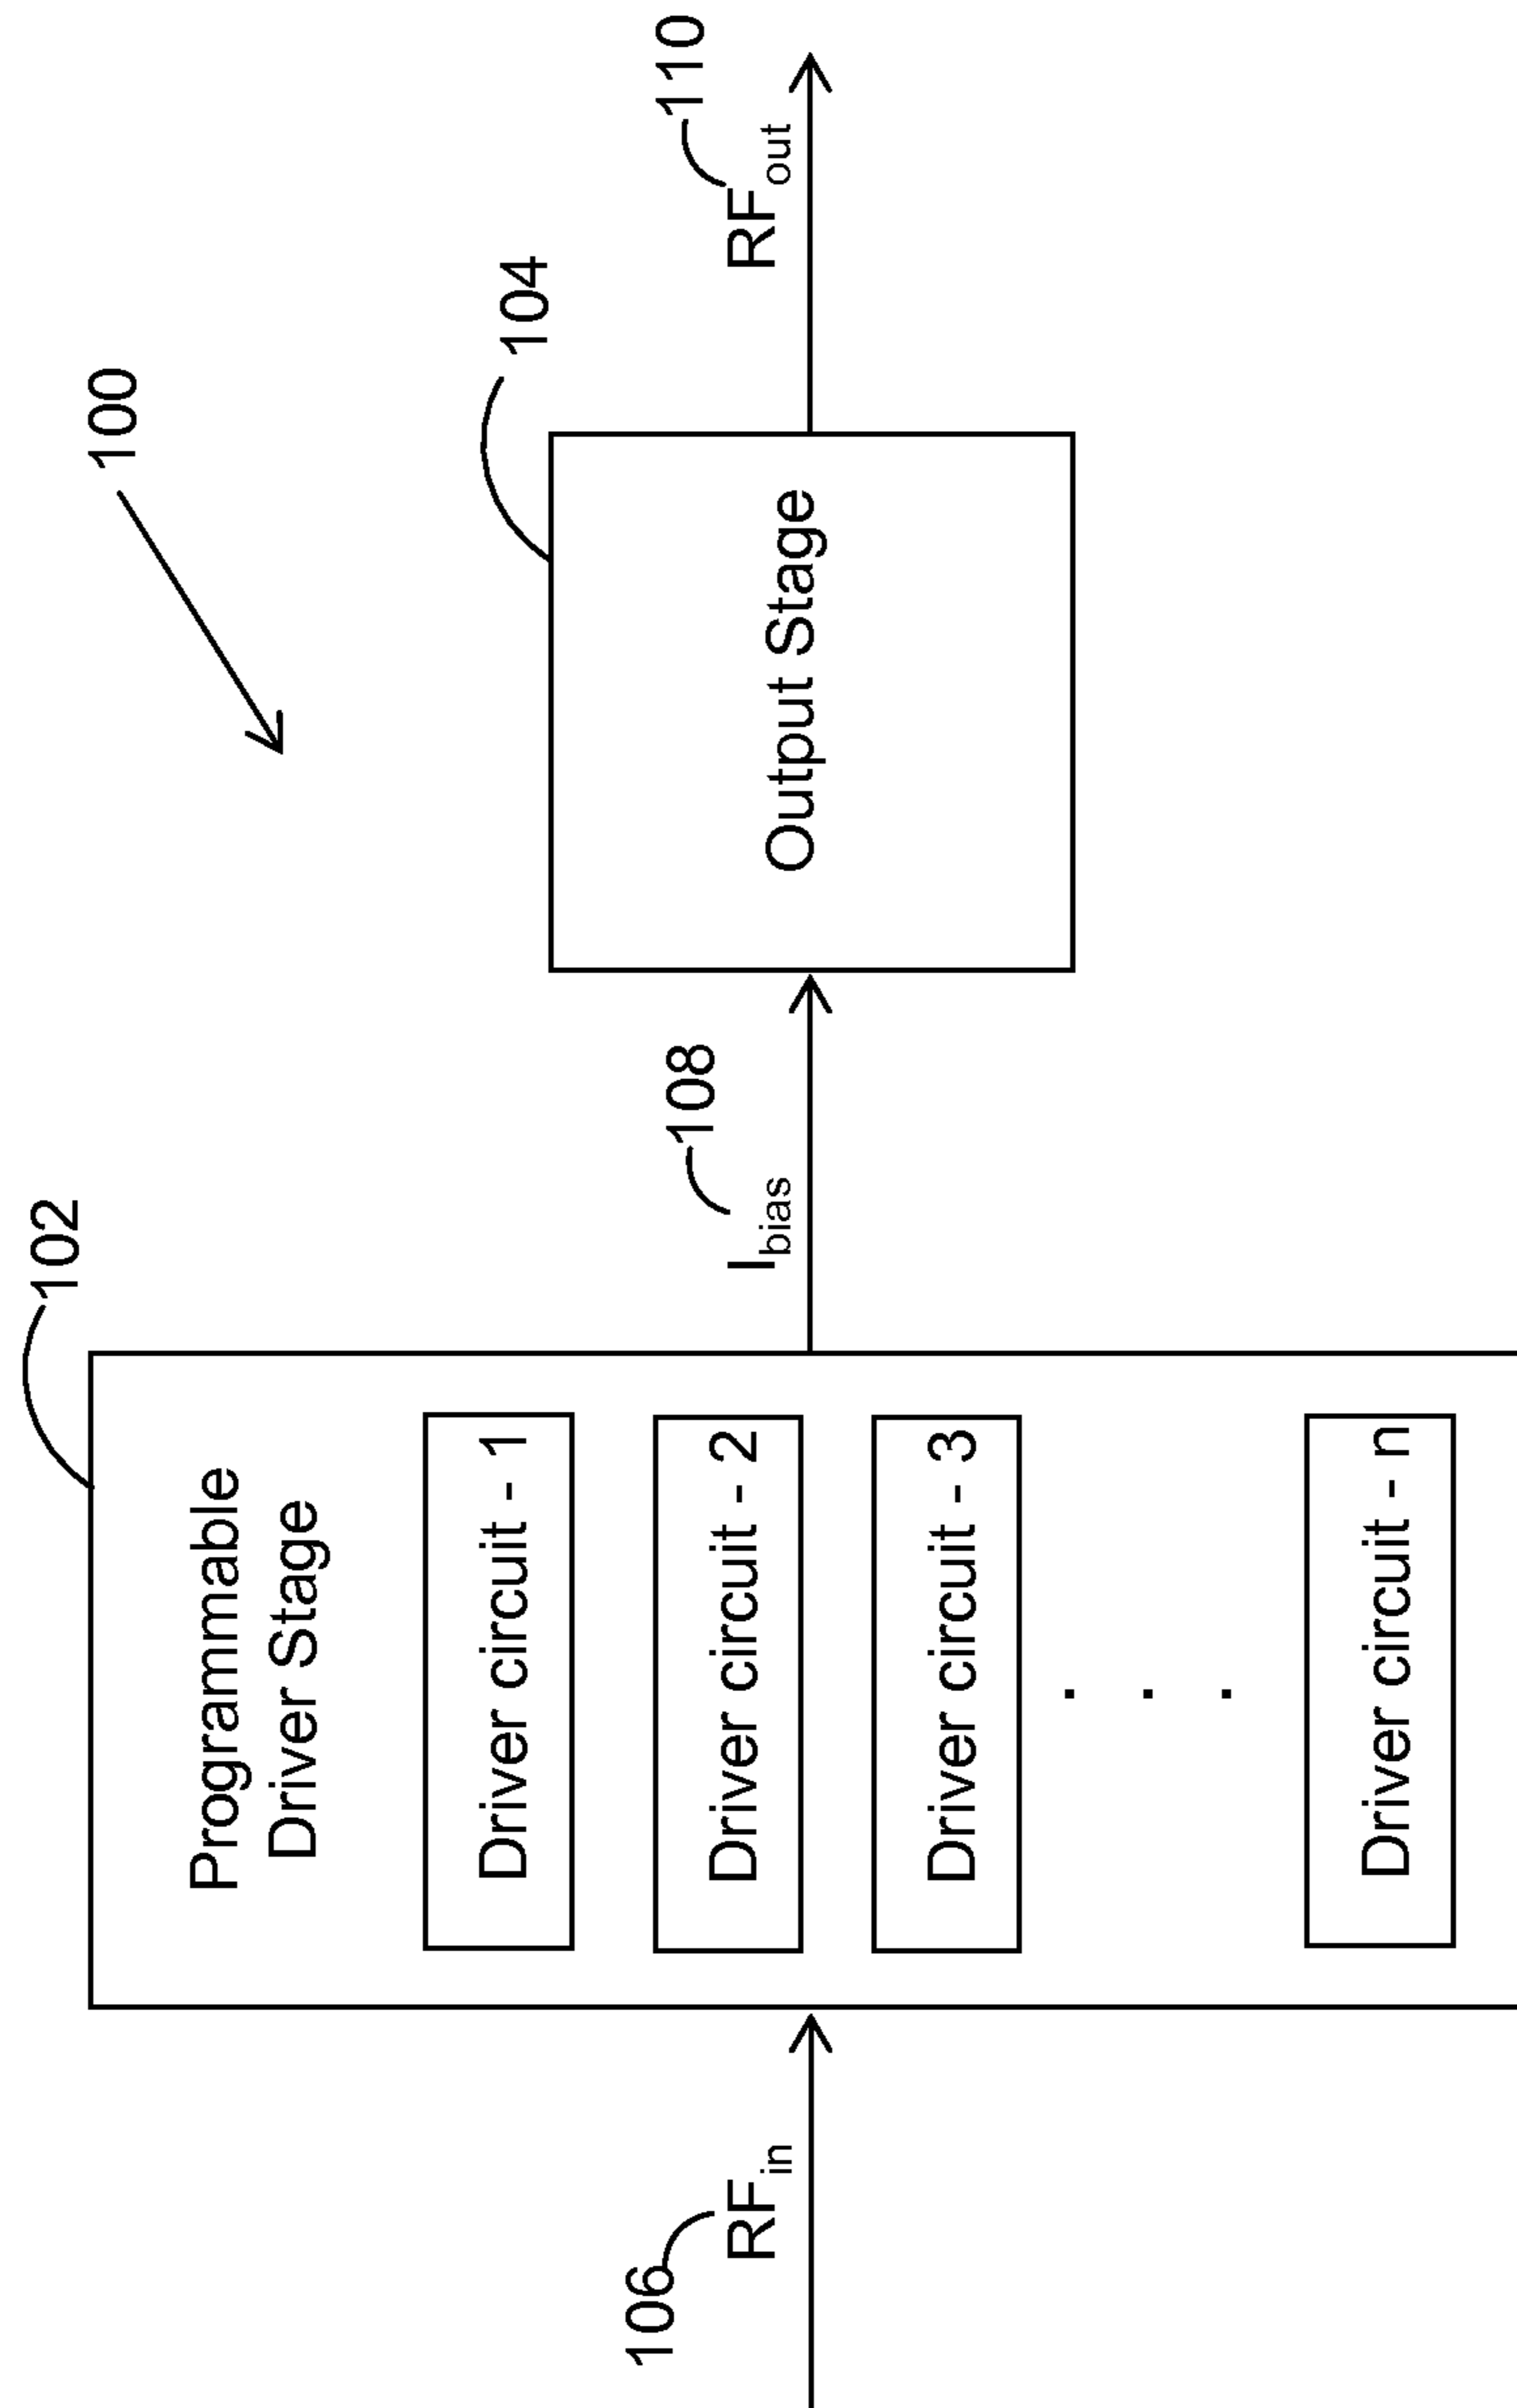 100
102
Programmable
Driver Stage
Driver circuit - 1
Driver circuit - 2
Driver circuit - 3
. . .
Driver circuit - n
106
RFin
108
Ibias
104
Output Stage
110
RFout